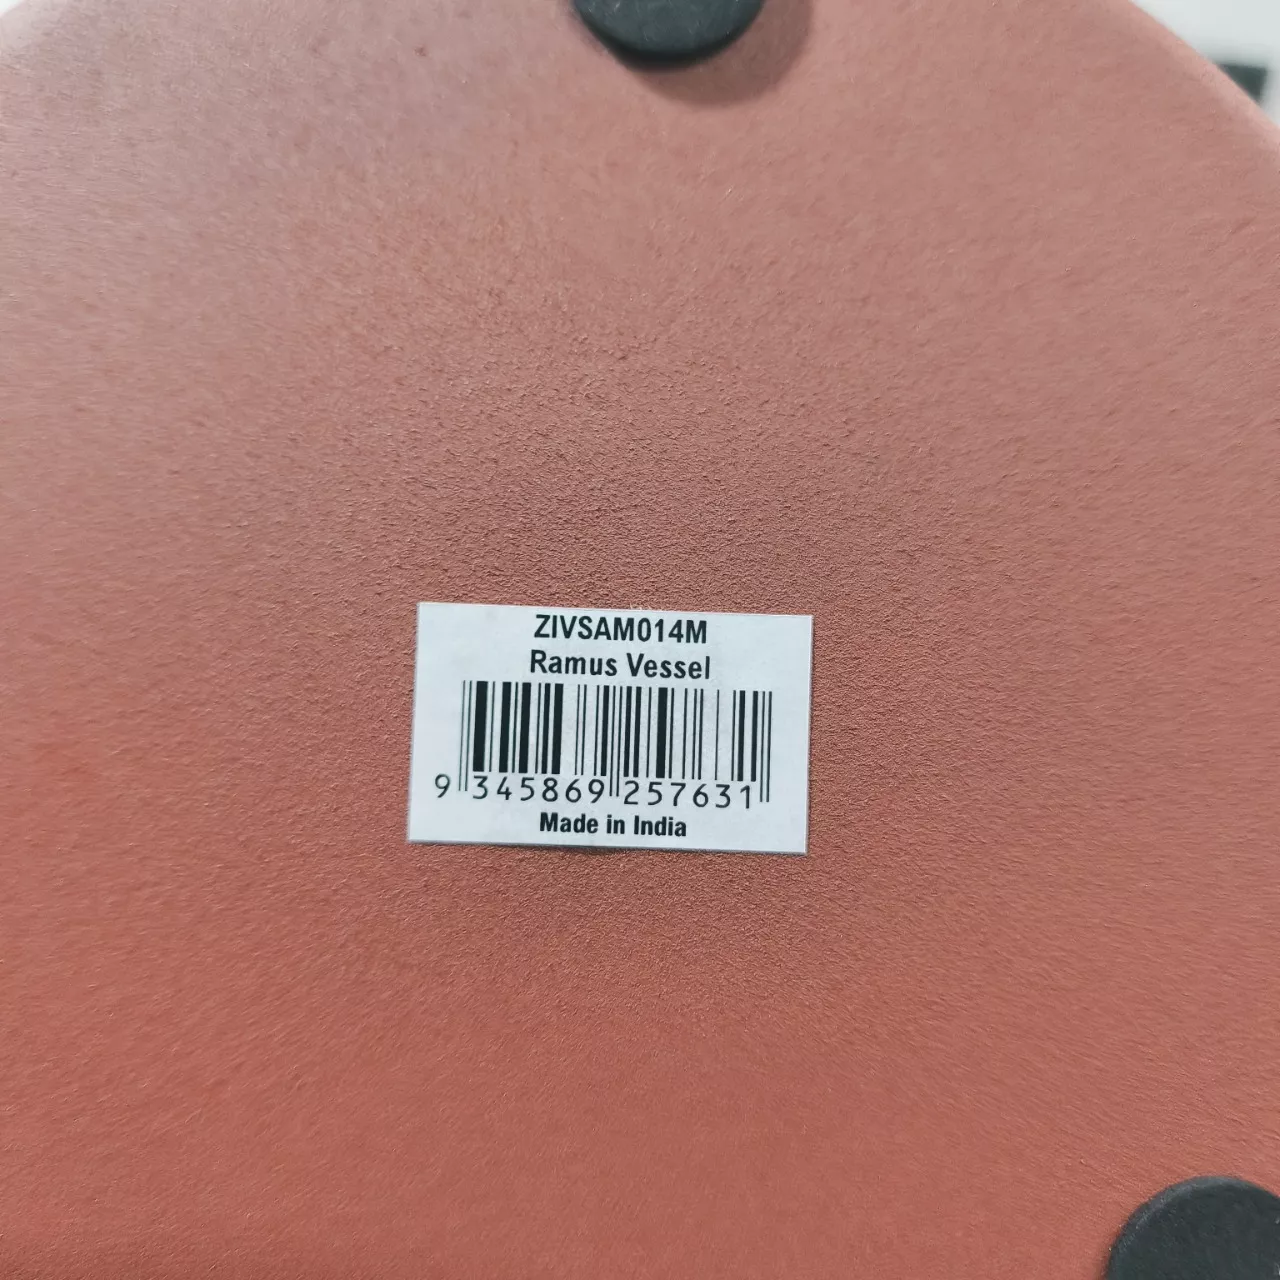 ZIVSAM014M
Ramus Vessel
9 345869 257631
Made in India